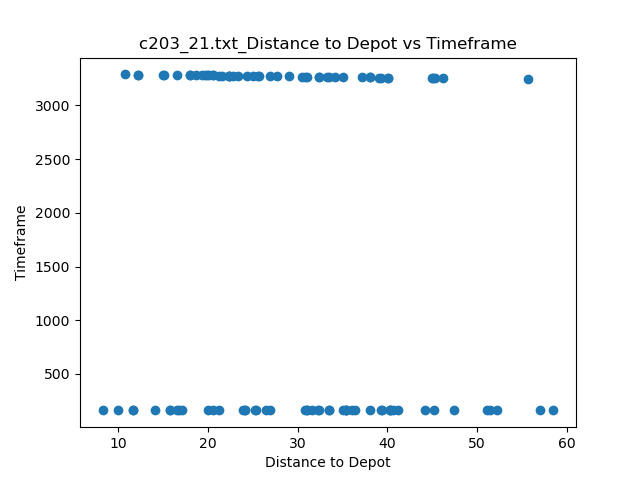 c203_21.txt_Distance to Depot vs Timeframe
3000
2500
2000
1500
1000
500
Timeframe
10 20 30 40 50 60
Distance to Depot